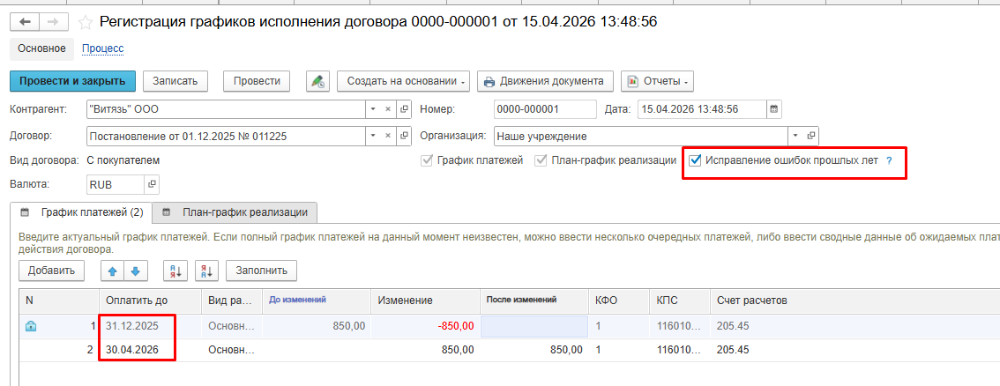 Регистрация графиков исполнения договора 0000-000001 от 15.04.2026 13:48:56
Основное Процесс
Провести и закрыть Записать Провести Создать на основании Движения документа Отчеты
Контрагент: "Витязь" ООО Номер: 0000-000001 Дата: 15.04.2026 13:48:56
Договор: Постановление от 01.12.2025 № 011225 Организация: Наше учреждение
Вид договора: С покупателем График платежей План-график реализации Исправление ошибок прошлых лет ?
Валюта: RUB
График платежей (2) План-график реализации
Введите актуальный график платежей. Если полный график платежей на данный момент неизвестен, можно ввести несколько очередных платежей, либо ввести сводные данные об ожидаемых плат
действия договора.
Добавить Заполнить
N Оплатить до Вид ра... До изменений Изменение После изменений КФО КПС Счет расчетов
1 31.12.2025 Основн... 850,00 -850,00 1 116010... 205.45
2 30.04.2026 Основн... 850,00 850,00 1 116010... 205.45